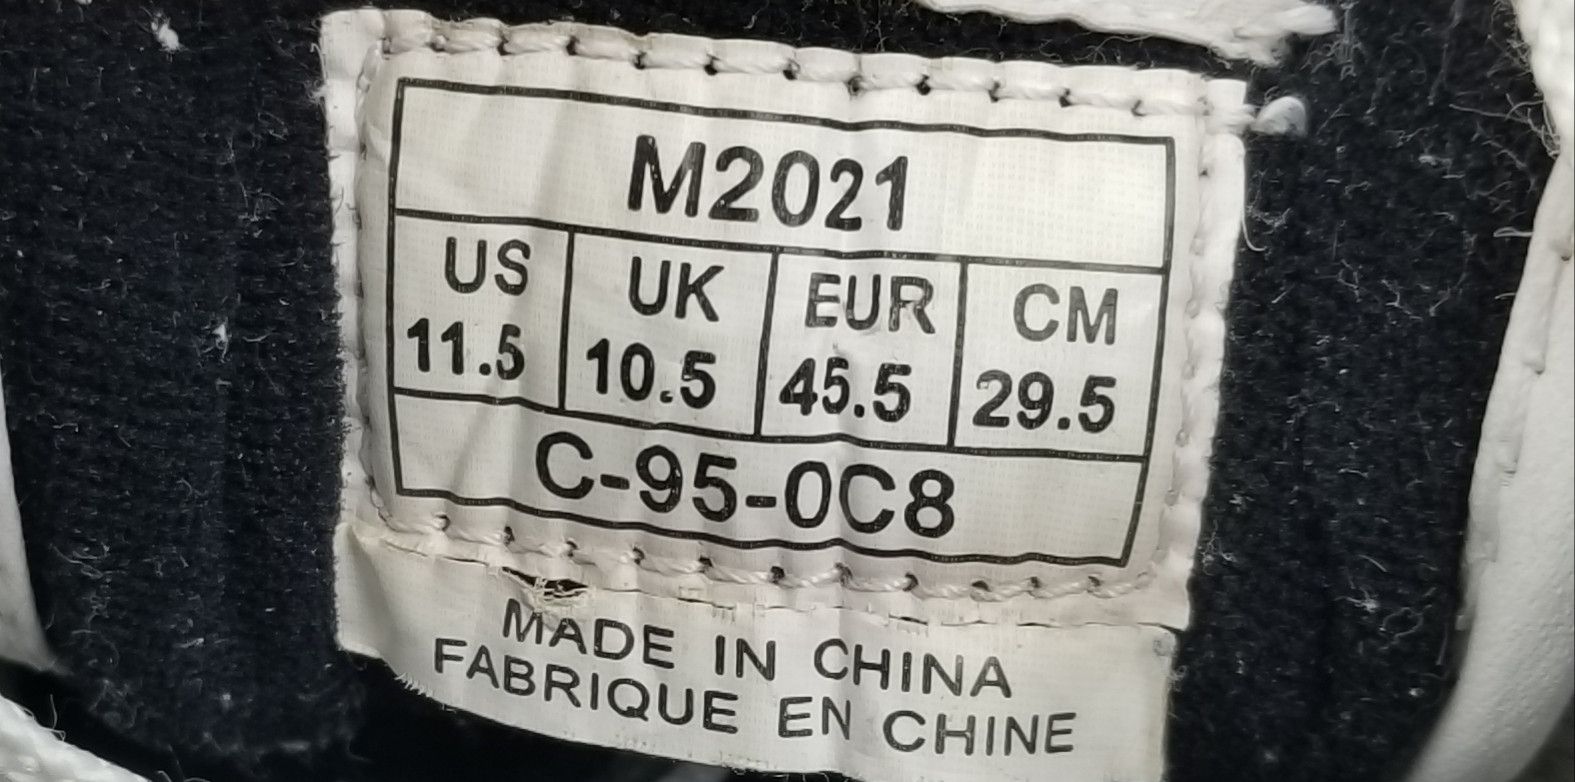 M2021
US UK EUR CM
11.5 10.5 45.5 29.5
C-95-0C8
MADE IN CHINA
FABRIQUE EN CHINE